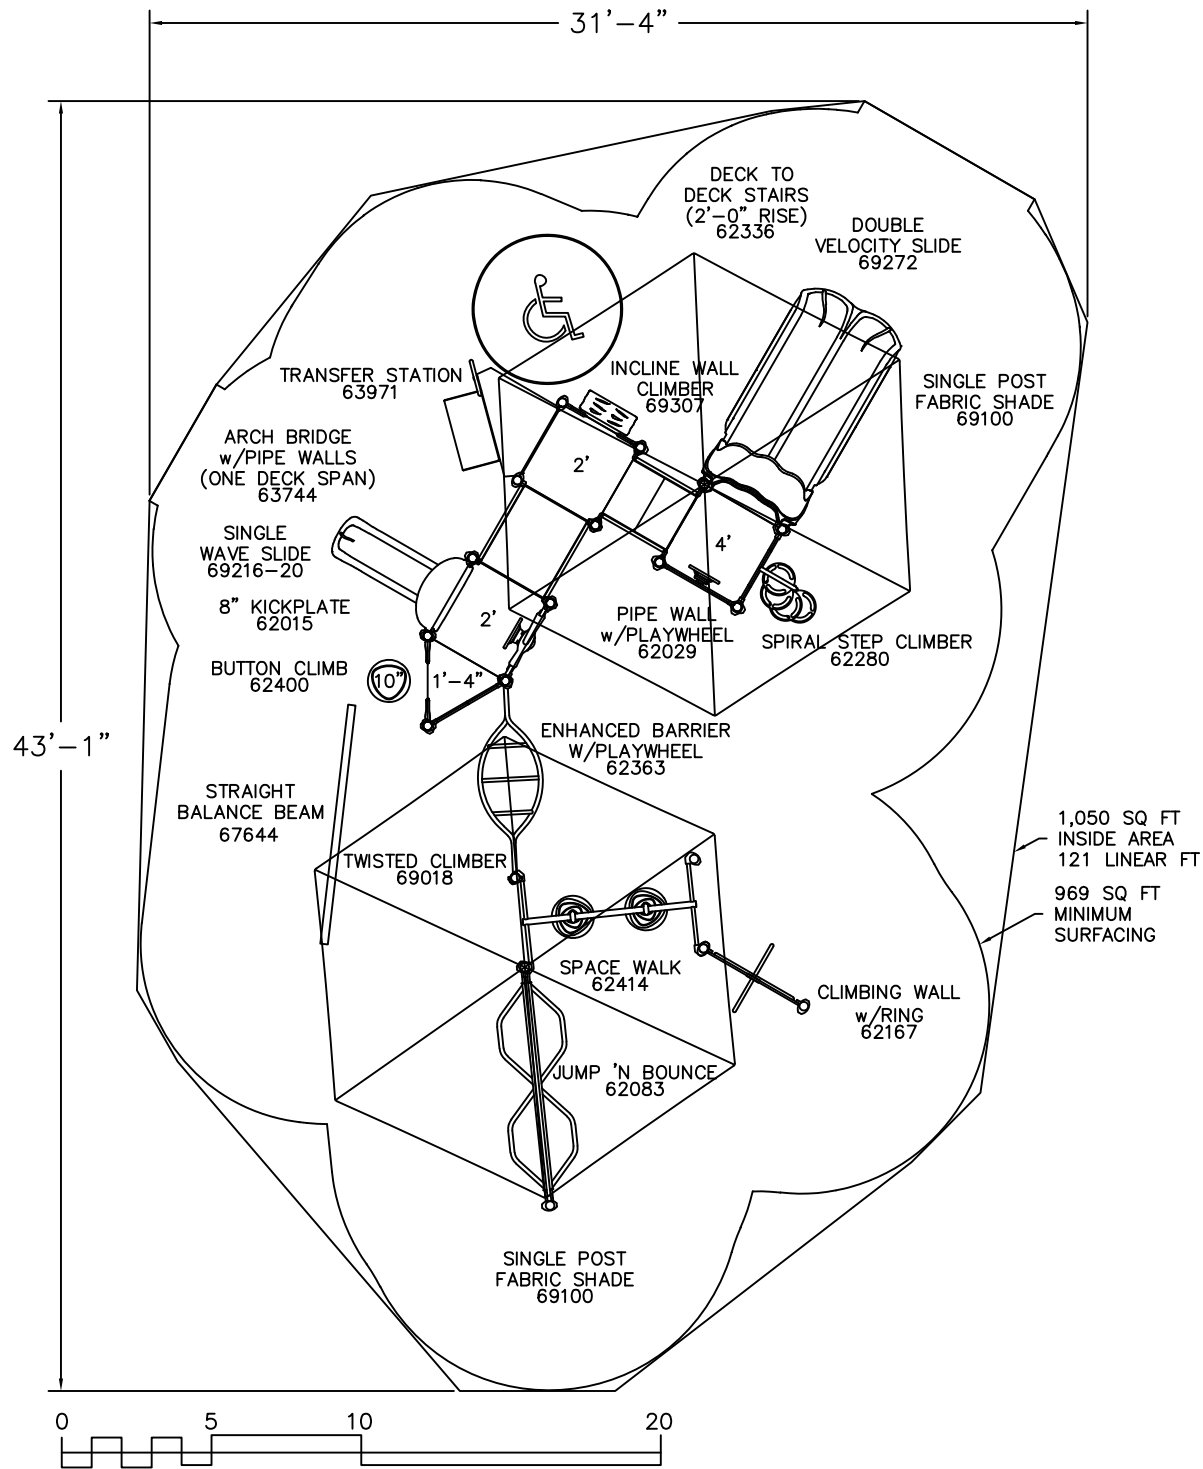 31'-4"
DECK TO
DECK STAIRS
(2'-0" RISE)
62336
DOUBLE
VELOCITY SLIDE
69272
TRANSFER STATION
63971
INCLINE WALL
CLIMBER
69307
SINGLE POST
FABRIC SHADE
69100
ARCH BRIDGE
w/PIPE WALLS
(ONE DECK SPAN)
63744
2'
4'
SINGLE
WAVE SLIDE
69216-20
8" KICKPLATE
62015
2'
PIPE WALL
w/PLAYWHEEL
62029
SPIRAL STEP CLIMBER
62280
BUTTON CLIMB
62400
10"
1'-4"
ENHANCED BARRIER
W/PLAYWHEEL
62363
43'-1"
STRAIGHT
BALANCE BEAM
67644
1,050 SQ FT
INSIDE AREA
121 LINEAR FT
969 SQ FT
MINIMUM
SURFACING
TWISTED CLIMBER
69018
SPACE WALK
62414
CLIMBING WALL
w/RING
62167
JUMP 'N BOUNCE
62083
SINGLE POST
FABRIC SHADE
69100
0 5 10 20